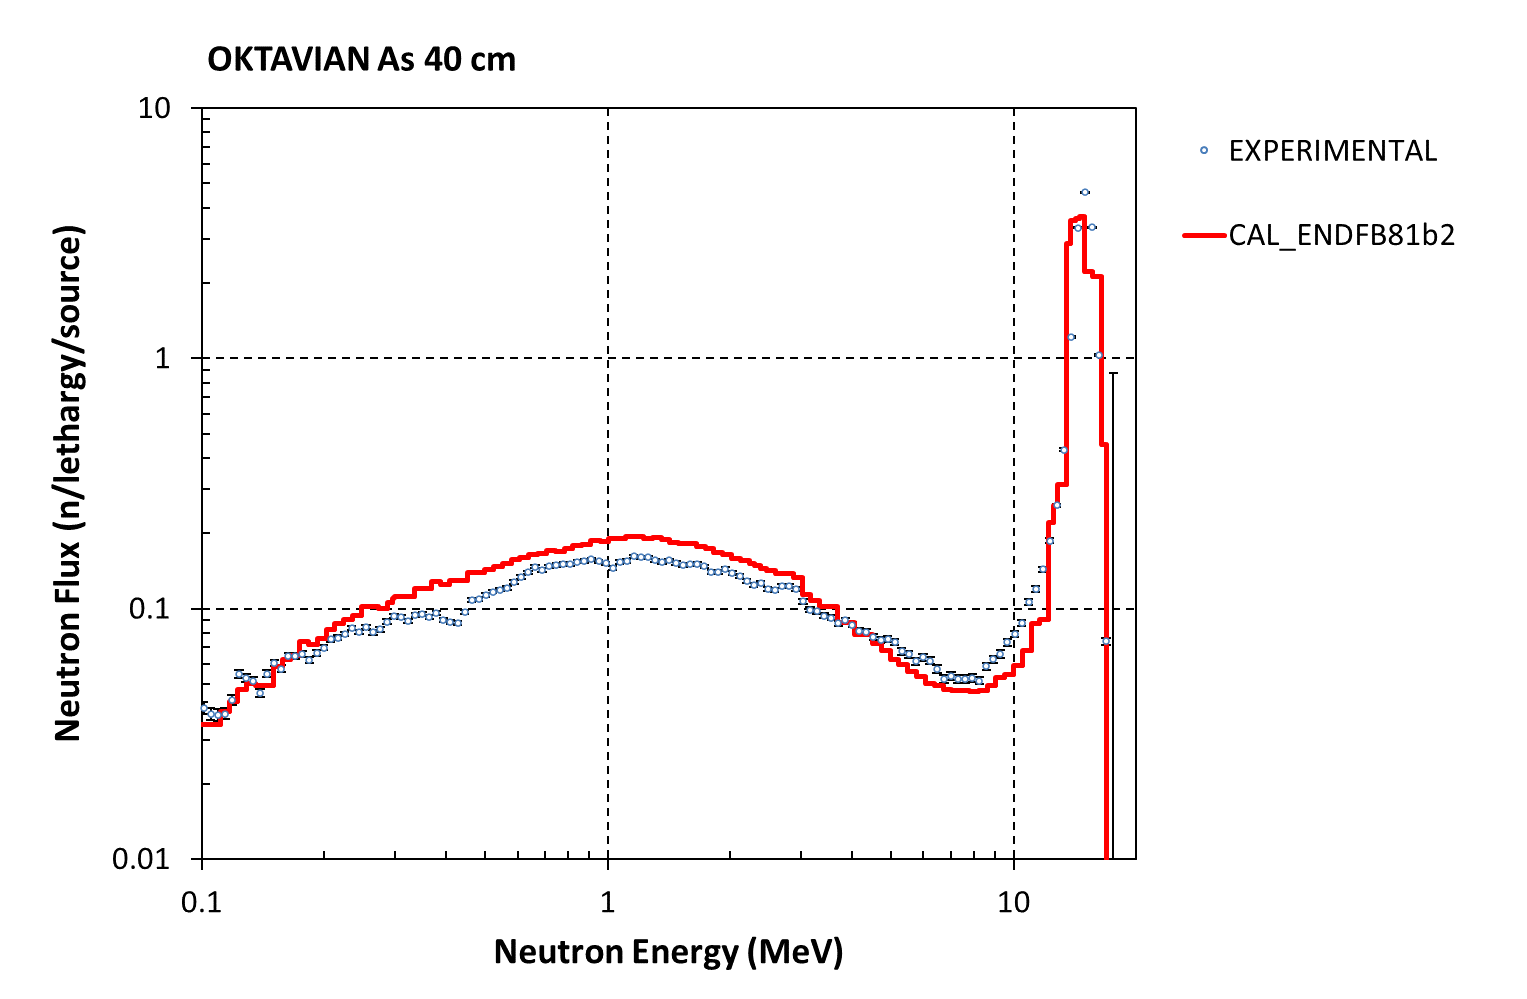 OKTAVIAN As 40 cm
10
1
0.1
0.01
0.1
1
10
Neutron Flux (n/lethargy/source)
Neutron Energy (MeV)
EXPERIMENTAL
CAL_ENDFB81b2